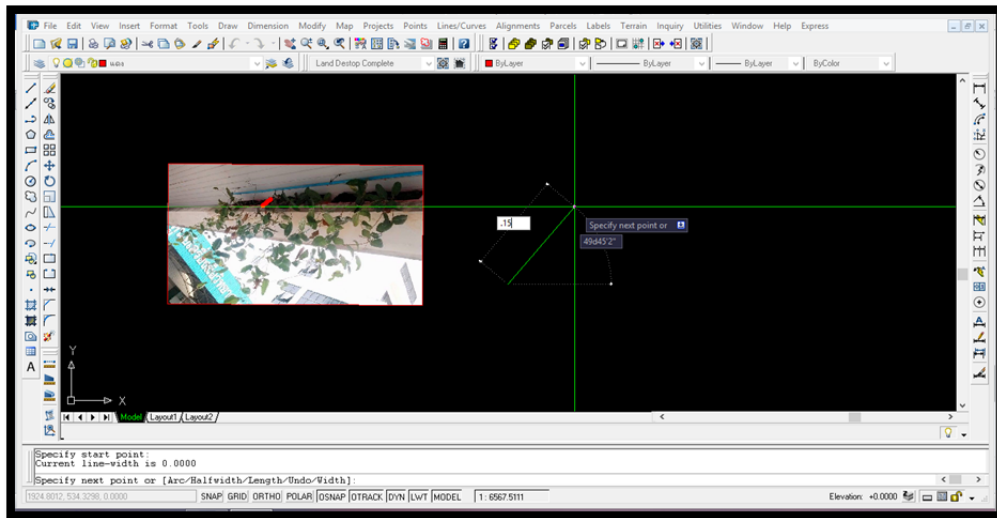 File Edit View Insert Format Tools Draw Dimension Modify Map Projects Points Lines/Curves Alignments Parcels Labels Terrain Inquiry Utilities Window Help Express
Land Destop Complete ByLayer ByLayer ByLayer ByColor
.15
Specify next point or
49d45'2"
Y
X
A
Model Layout1 Layout2
Specify start point:
Current line-width is 0.0000
Specify next point or [Arc/Halfwidth/Length/Undo/Width]:
1924.0012, 534.3298, 0.0000 SNAP GRID ORTHO POLAR OSNAP OTRACK DYN LWT MODEL 1: 6567.5111 Elevation: +0.0000